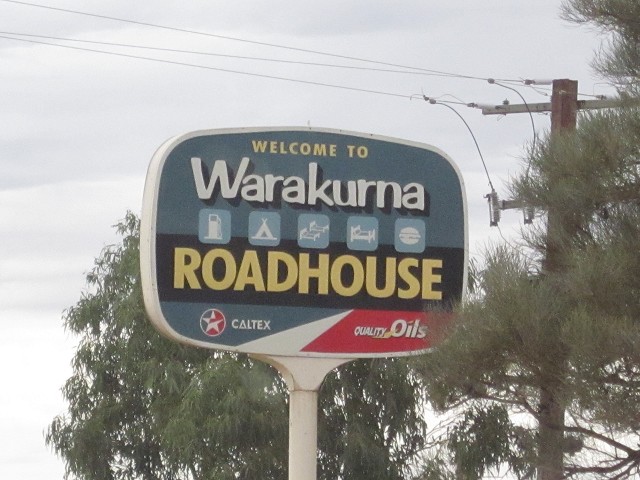 WELCOME TO
Warakurna
ROADHOUSE
CALTEX
QUALITY Oils